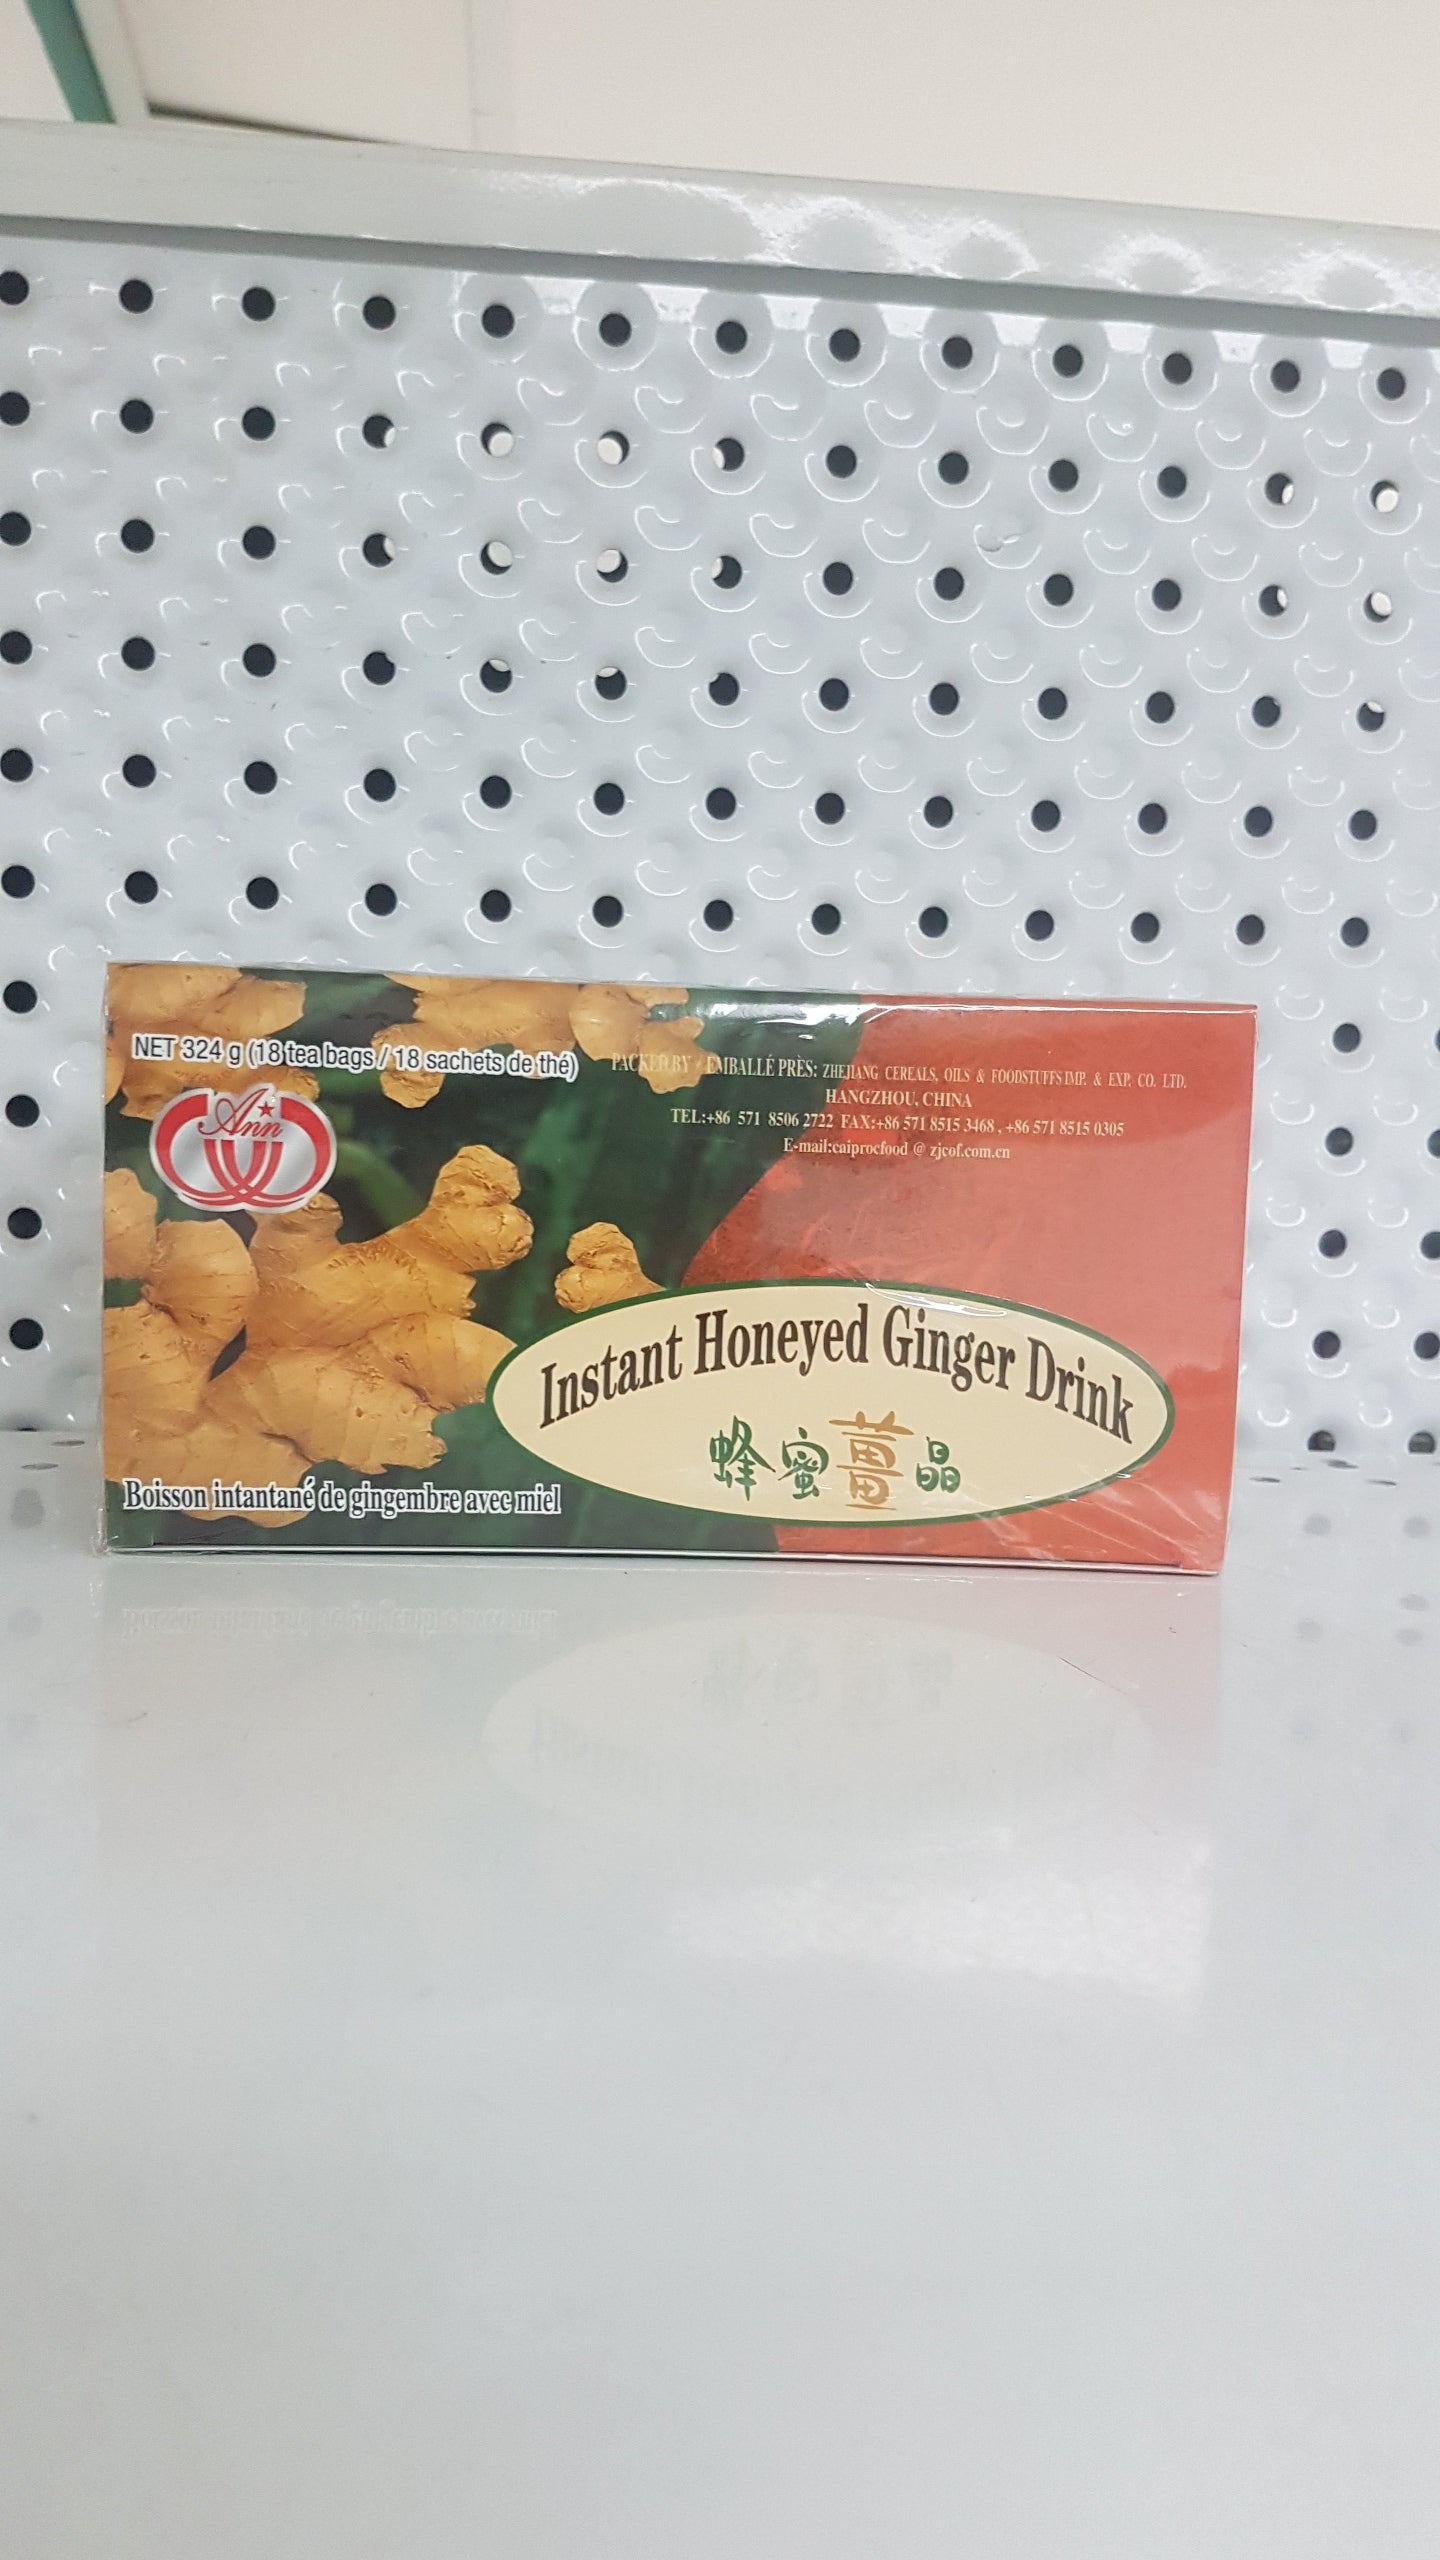 NET 324 g (18 tea bags / 18 sachets de thé)
PACKED BY / EMBALLÉ PRÈS: ZHEJIANG CEREALS, OILS & FOODSTUFFS IMP. & EXP. CO. LTD.
HANGZHOU, CHINA
TEL:+86 571 8506 2722 FAX:+86 571 8515 3468 , +86 571 8515 0305
E-mail:caiprocfood @ zjcof.com.cn
Ann
Instant Honeyed Ginger Drink
蜂蜜薑晶
Boisson intantané de gingembre avec miel